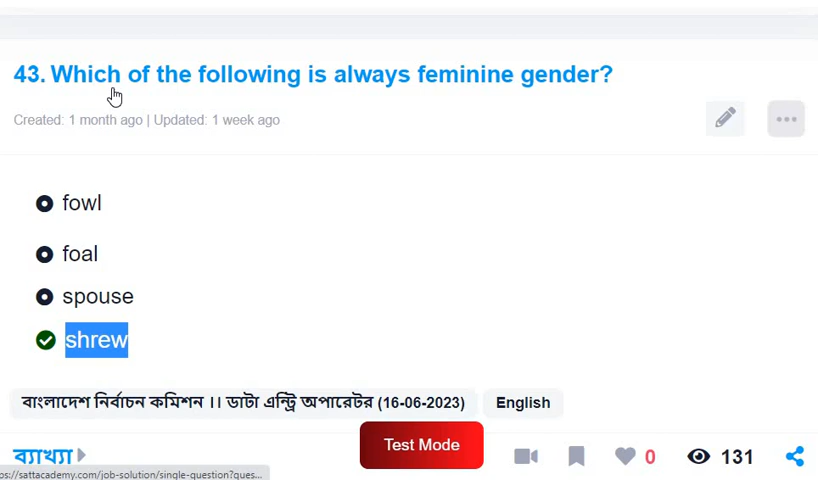 43. Which of the following is always feminine gender?
Created: 1 month ago | Updated: 1 week ago
fowl
foal
spouse
shrew
বাংলাদেশ নির্বাচন কমিশন ।। ডাটা এন্ট্রি অপারেটর (16-06-2023) English
Test Mode
ব্যাখ্যা 0 131
ps://sattacademy.com/job-solution/single-question?ques...